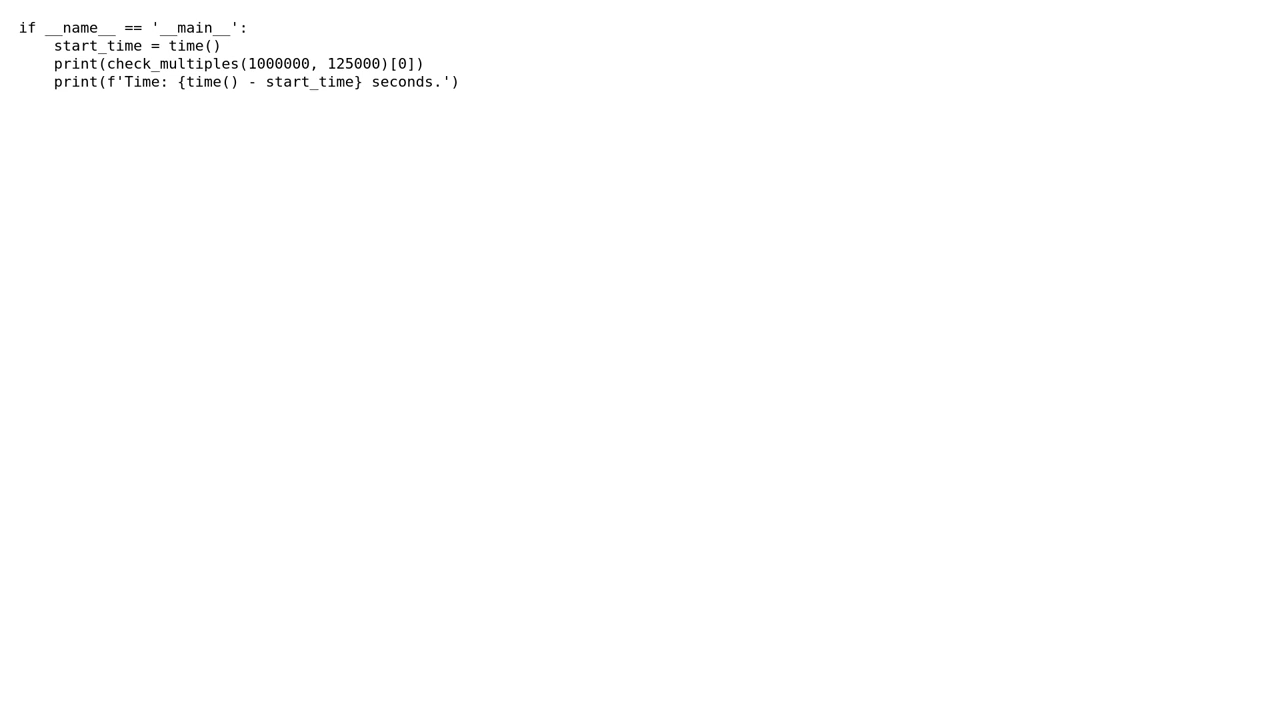 if __name__ == '__main__':
    start_time = time()
    print(check_multiples(1000000, 125000)[0])
    print(f'Time: {time() - start_time} seconds.')